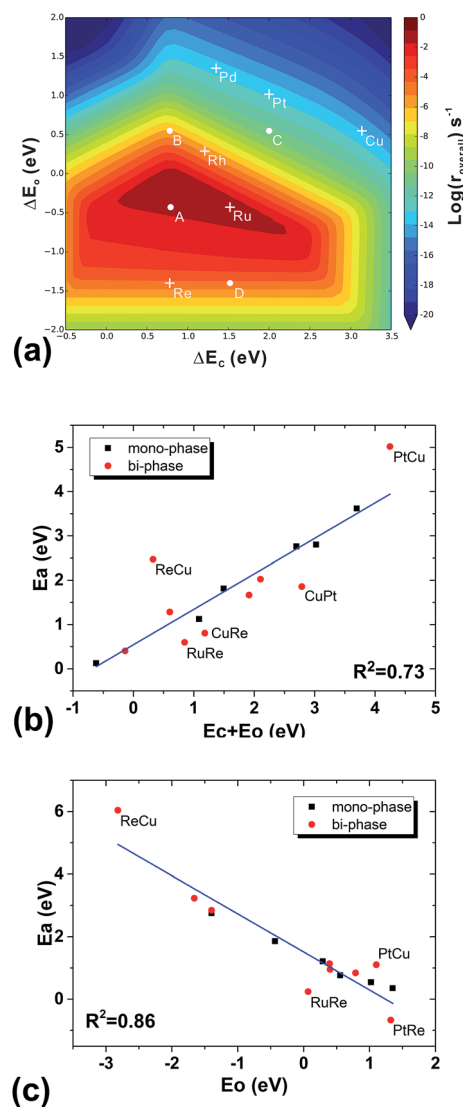 2.0
1.5
1.0
0.5
0.0
-0.5
-1.0
-1.5
-2.0
ΔEo (eV)
Pd
Pt
B
C
Cu
Rh
A
Ru
Re
D
-0.5 0.0 0.5 1.0 1.5 2.0 2.5 3.0 3.5
ΔEc (eV)
0
-2
-4
-6
-8
-10
-12
-14
-16
-18
-20
Log(roverall) s-1
(a)
mono-phase
bi-phase
5
4
3
2
1
0
Ea (eV)
PtCu
ReCu
CuPt
CuRe
RuRe
R2=0.73
-1 0 1 2 3 4 5
Ec+Eo (eV)
(b)
mono-phase
bi-phase
6
4
2
0
Ea (eV)
ReCu
PtCu
RuRe
PtRe
R2=0.86
-3 -2 -1 0 1 2
Eo (eV)
(c)